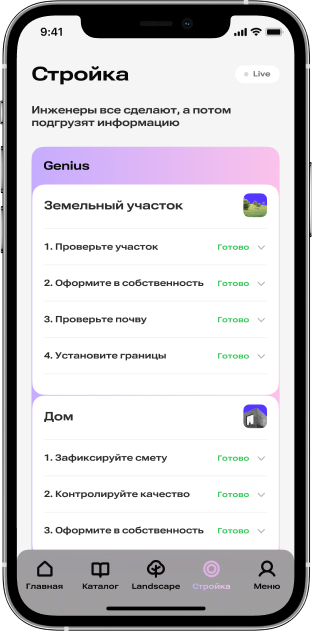 9:41
Стройка
Live
Инженеры все сделают, а потом
подгрузят информацию
Genius
Земельный участок
1. Проверьте участок Готово
2. Оформите в собственность Готово
3. Проверьте почву Готово
4. Установите границы Готово
Дом
1. Зафиксируйте смету Готово
2. Контролируйте качество Готово
3. Оформите в собственность Готово
Главная Каталог Landscape Стройка Меню